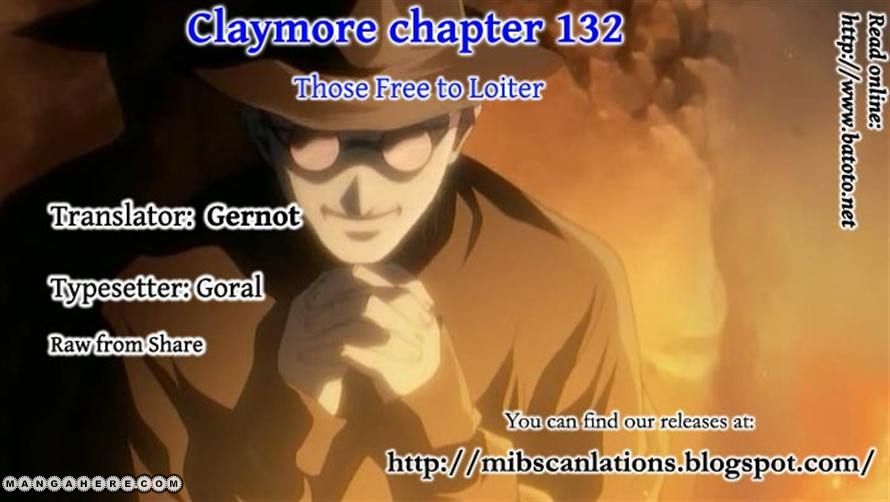 Claymore chapter 132
Those Free to Loiter
Read online:
http://www.batoto.net
Translator: Gernot
Typesetter: Goral
Raw from Share
You can find our releases at:
http://mibscanlations.blogspot.com/
MANGAHERE.COM